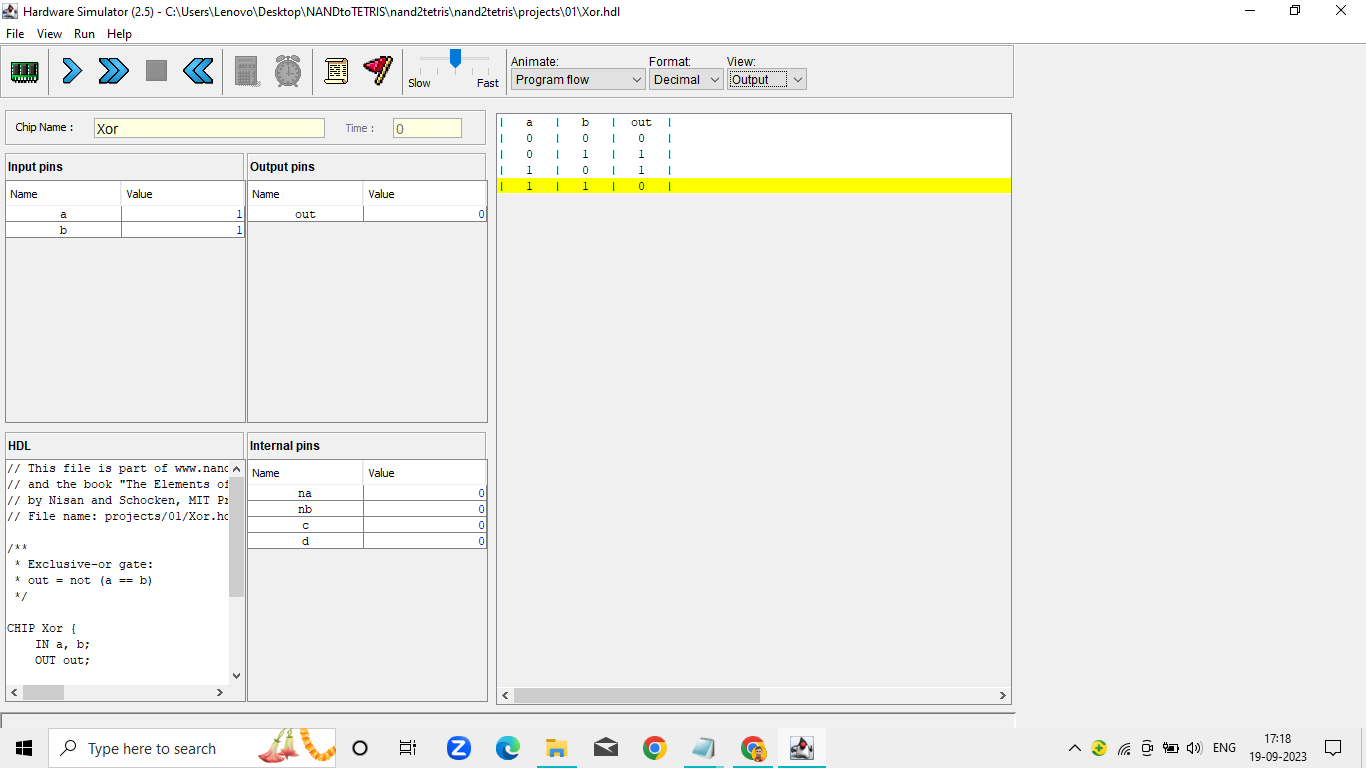 Hardware Simulator (2.5) - C:\Users\Lenovo\Desktop\NANDtoTETRIS\nand2tetris\nand2tetris\projects\01\Xor.hdl
File View Run Help
Slow Fast
Animate: Format: View:
Program flow Decimal Output
Chip Name : Xor Time : 0
Input pins Output pins
Name Value Name Value
a 1 out 0
b 1
| a | b | out |
| 0 | 0 | 0 |
| 0 | 1 | 1 |
| 1 | 0 | 1 |
| 1 | 1 | 0 |
HDL
// This file is part of www.nand
// and the book "The Elements of
// by Nisan and Schocken, MIT Pr
// File name: projects/01/Xor.hd
/**
* Exclusive-or gate:
* out = not (a == b)
*/
CHIP Xor {
IN a, b;
OUT out;
Internal pins
Name Value
na 0
nb 0
c 0
d 0
Type here to search
ENG
17:18
19-09-2023